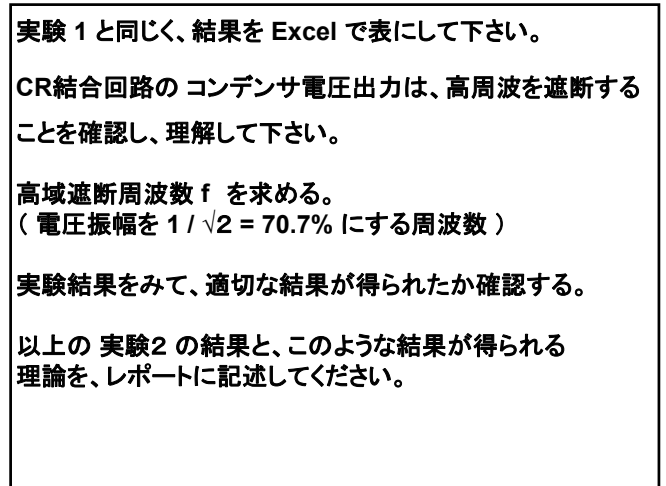 実験 1 と同じく、結果を Excel で表にして下さい。
CR結合回路の コンデンサ電圧出力は、高周波を遮断する
ことを確認し、理解して下さい。
高域遮断周波数 f を求める。
( 電圧振幅を 1 / √2 = 70.7% にする周波数 )
実験結果をみて、適切な結果が得られたか確認する。
以上の 実験2 の結果と、このような結果が得られる
理論を、レポートに記述してください。